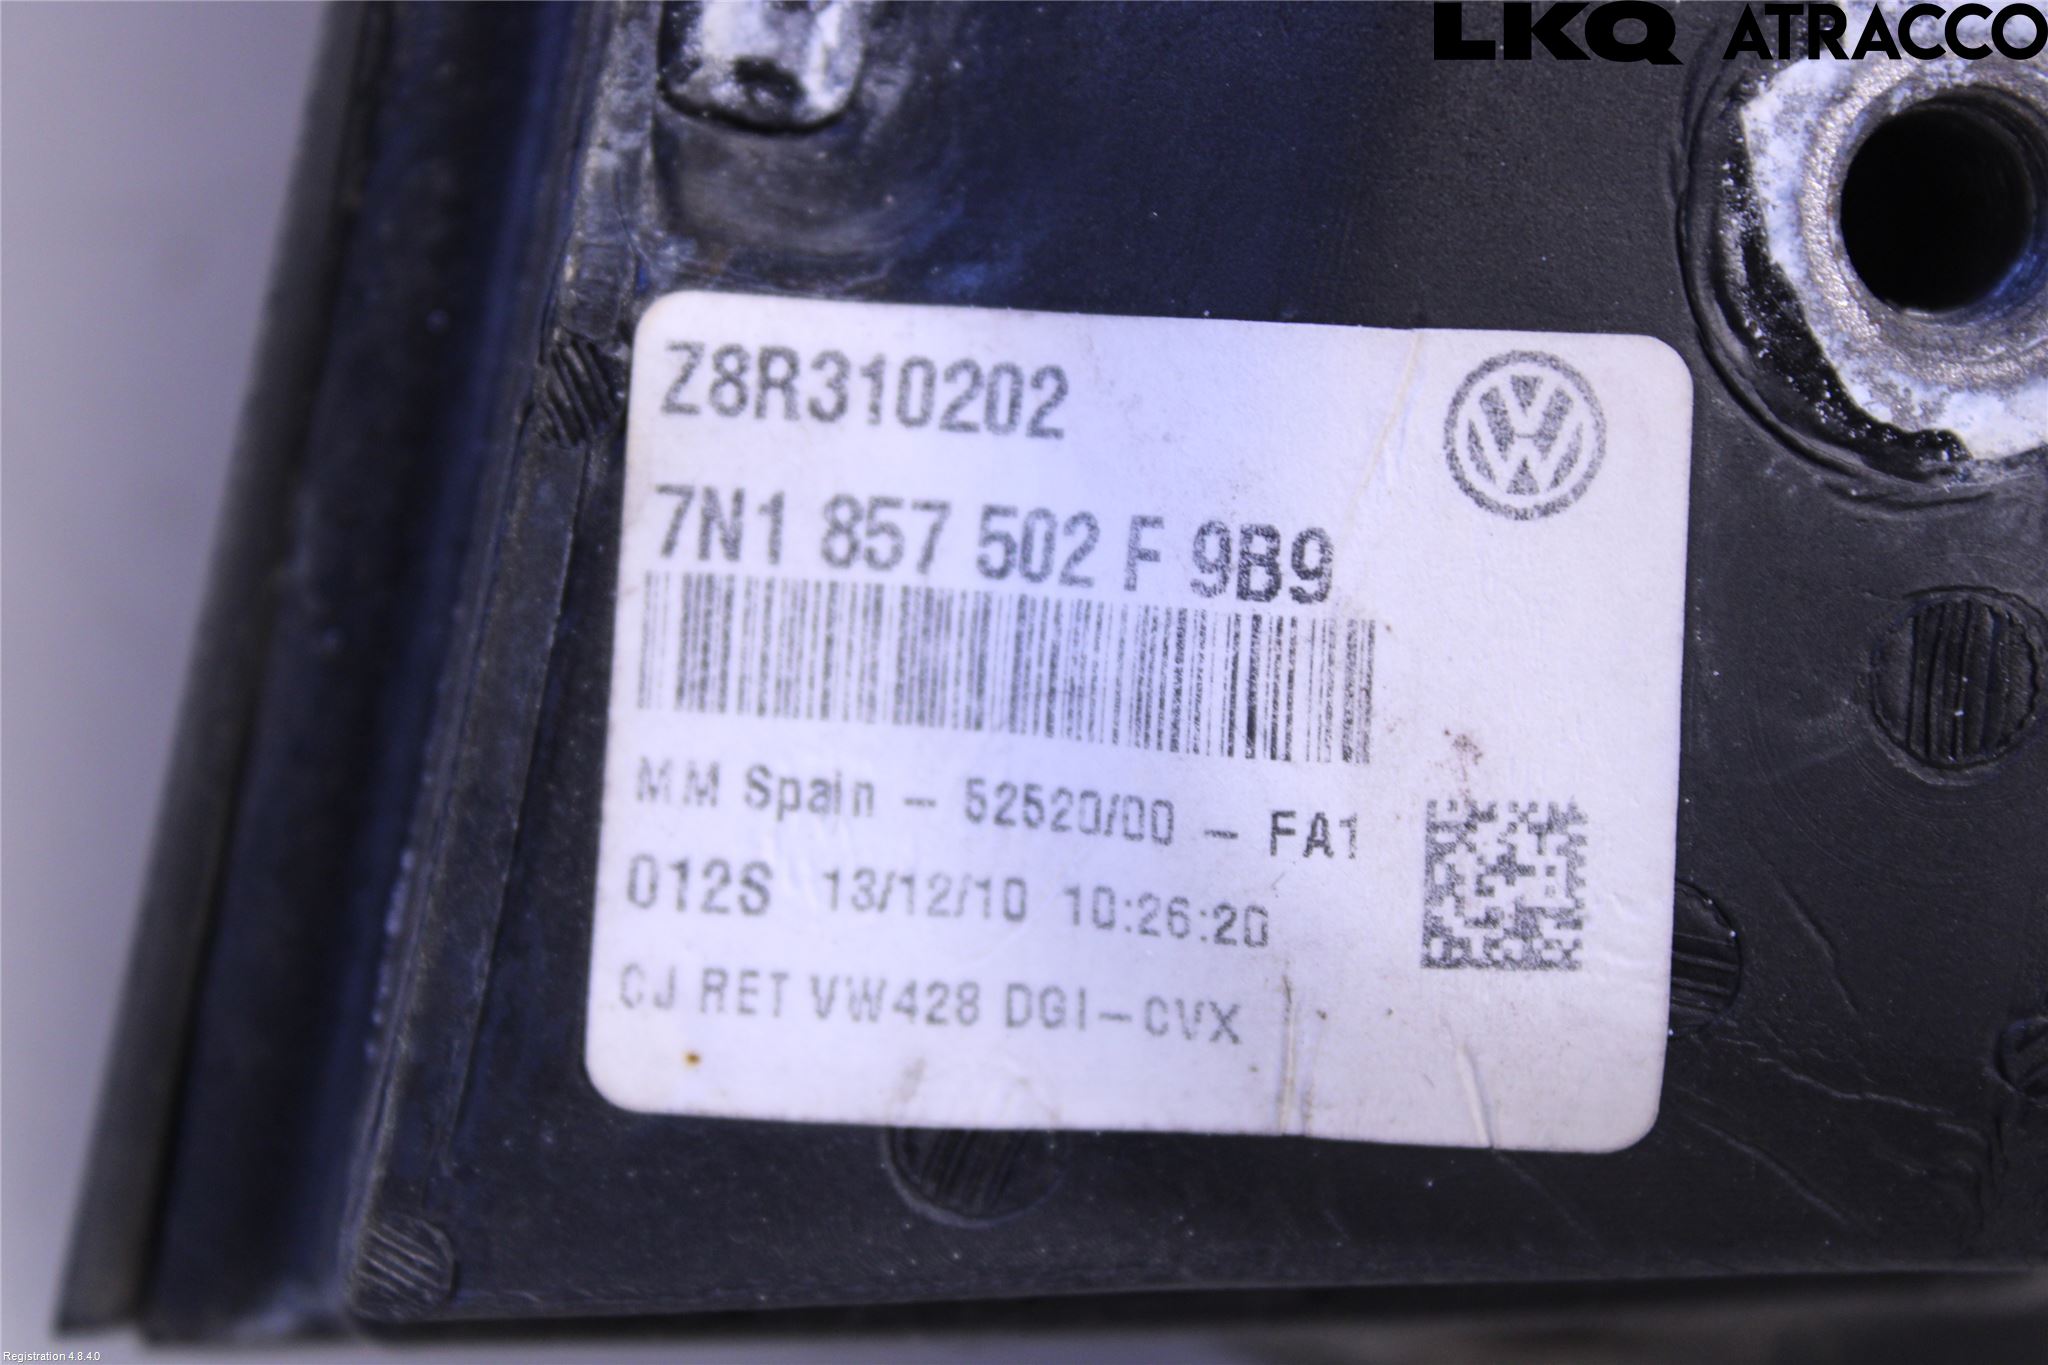 LKQ ATRACCO
Z8R310202
7N1 857 502 F 9B9
MM Spain - 52520/00 - FA1
012S 13/12/10 10:26:20
CJ RET VW428 DGI-CVX
Registration 4.8.4.0